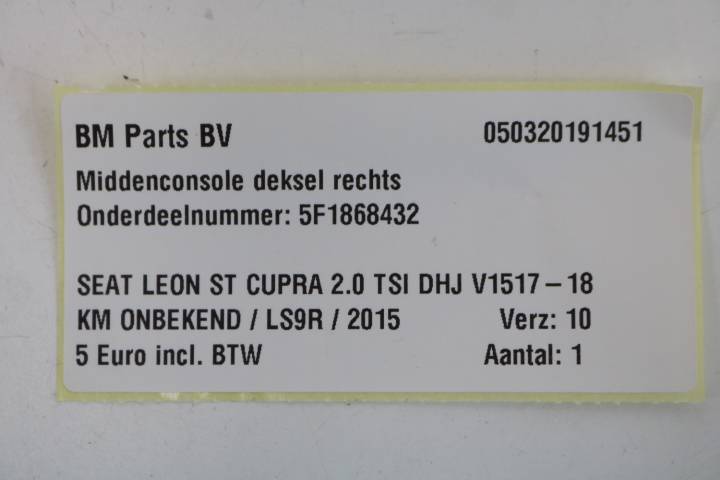 BM Parts BV 050320191451
Middenconsole deksel rechts
Onderdeelnummer: 5F1868432
SEAT LEON ST CUPRA 2.0 TSI DHJ V1517 – 18
KM ONBEKEND / LS9R / 2015 Verz: 10
5 Euro incl. BTW Aantal: 1